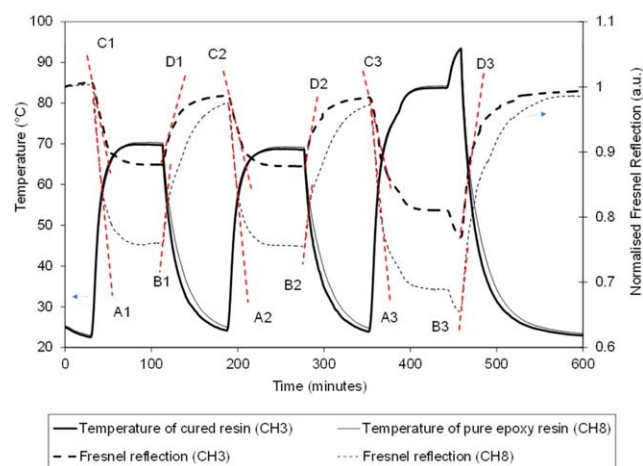 100
90
80
70
60
50
40
30
20
Temperature (°C)
1.1
1
0.9
0.8
0.7
0.6
Normalised Fresnel Reflection (a.u.)
C1
D1
C2
D2
C3
D3
A1
B1
A2
B2
A3
B3
0 100 200 300 400 500 600
Time (minutes)
Temperature of cured resin (CH3) Temperature of pure epoxy resin (CH8)
Fresnel reflection (CH3) Fresnel reflection (CH8)